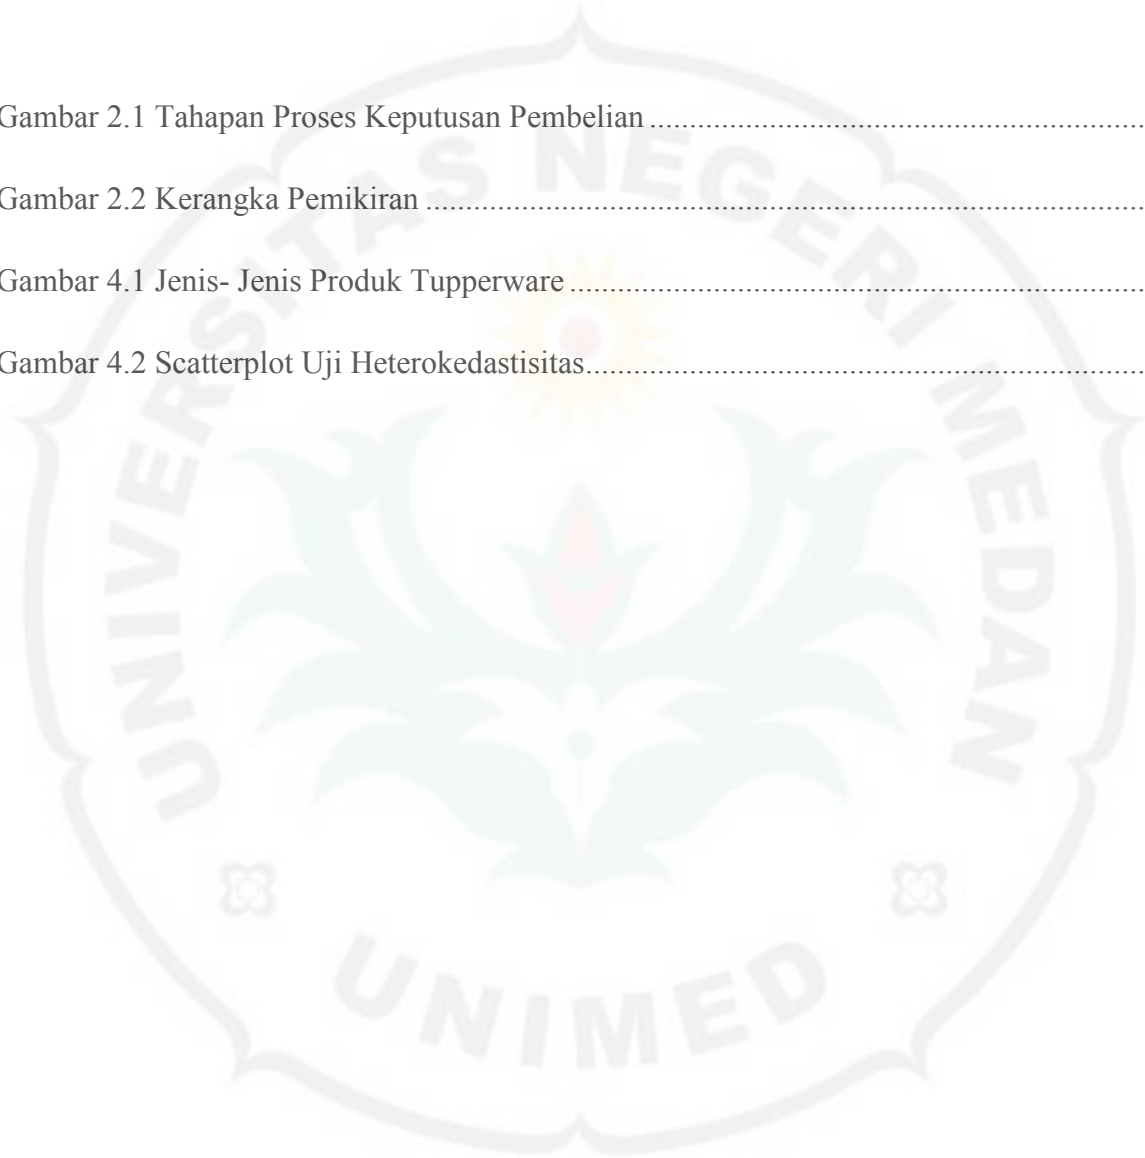 Gambar 2.1 Tahapan Proses Keputusan Pembelian ..............................................................
Gambar 2.2 Kerangka Pemikiran ...........................................................................................
Gambar 4.1 Jenis- Jenis Produk Tupperware .........................................................................
Gambar 4.2 Scatterplot Uji Heterokedastisitas.......................................................................
UNIVERSITAS NEGERI MEDAN
UNIMED